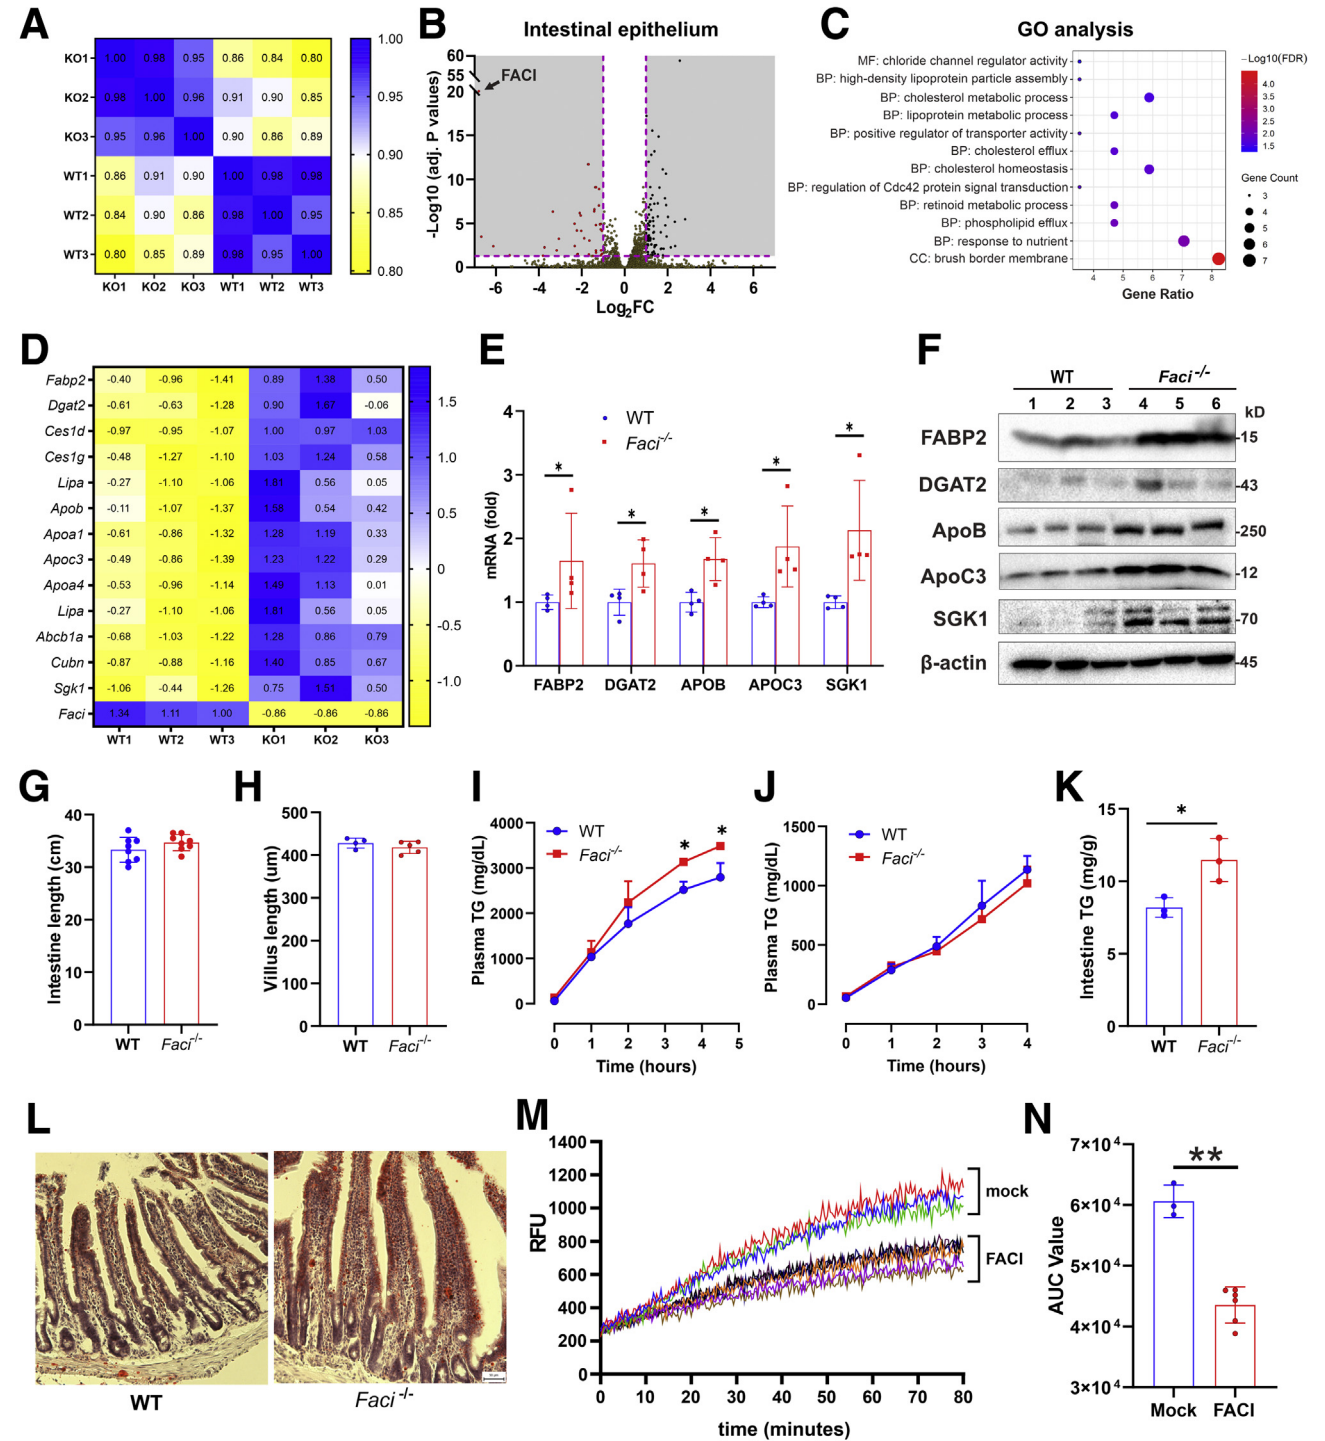 A
KO1 1.00 0.98 0.95 0.86 0.84 0.80
KO2 0.98 1.00 0.96 0.91 0.90 0.85
KO3 0.95 0.96 1.00 0.90 0.86 0.89
WT1 0.86 0.91 0.90 1.00 0.98 0.98
WT2 0.84 0.90 0.86 0.98 1.00 0.95
WT3 0.80 0.85 0.89 0.98 0.95 1.00
KO1 KO2 KO3 WT1 WT2 WT3
1.00
0.95
0.90
0.85
0.80
B
Intestinal epithelium
-Log10 (adj. P values)
60
55
20
15
10
5
0
FACI
-6 -4 -2 0 2 4 6
Log2FC
C
GO analysis
MF: chloride channel regulator activity
BP: high-density lipoprotein particle assembly
BP: cholesterol metabolic process
BP: lipoprotein metabolic process
BP: positive regulator of transporter activity
BP: cholesterol efflux
BP: cholesterol homeostasis
BP: regulation of Cdc42 protein signal transduction
BP: retinoid metabolic process
BP: phospholipid efflux
BP: response to nutrient
CC: brush border membrane
4 5 6 7 8
Gene Ratio
−Log10(FDR)
4.0
3.5
3.0
2.5
2.0
1.5
Gene Count
3
4
5
6
7
D
Fabp2 -0.40 -0.96 -1.41 0.89 1.38 0.50
Dgat2 -0.61 -0.63 -1.28 0.90 1.67 -0.06
Ces1d -0.97 -0.95 -1.07 1.00 0.97 1.03
Ces1g -0.48 -1.27 -1.10 1.03 1.24 0.58
Lipa -0.27 -1.10 -1.06 1.81 0.56 0.05
Apob -0.11 -1.07 -1.37 1.58 0.54 0.42
Apoa1 -0.61 -0.86 -1.32 1.28 1.19 0.33
Apoc3 -0.49 -0.86 -1.39 1.23 1.22 0.29
Apoa4 -0.53 -0.96 -1.14 1.49 1.13 0.01
Lipa -0.27 -1.10 -1.06 1.81 0.56 0.05
Abcb1a -0.68 -1.03 -1.22 1.28 0.86 0.79
Cubn -0.87 -0.88 -1.16 1.40 0.85 0.67
Sgk1 -1.06 -0.44 -1.26 0.75 1.51 0.50
Faci 1.34 1.11 1.00 -0.86 -0.86 -0.86
WT1 WT2 WT3 KO1 KO2 KO3
1.5
1.0
0.5
0
-0.5
-1.0
E
mRNA (fold)
4
3
2
1
0
WT
Faci-/-
* * * * *
FABP2 DGAT2 APOB APOC3 SGK1
F
WT Faci-/-
1 2 3 4 5 6 kD
FABP2 -15
DGAT2 -43
ApoB -250
ApoC3 -12
SGK1 -70
β-actin -45
G
Intestine length (cm)
40
30
20
10
0
WT Faci-/-
H
Villus length (um)
500
400
300
200
100
0
WT Faci-/-
I
Plasma TG (mg/dL)
4000
3000
2000
1000
0
WT
Faci-/-
* *
0 1 2 3 4 5
Time (hours)
J
Plasma TG (mg/dL)
1500
1000
500
0
WT
Faci-/-
0 1 2 3 4
Time (hours)
K
Intestine TG (mg/g)
15
10
5
0
*
WT Faci-/-
L
WT Faci-/-
M
RFU
1400
1200
1000
800
600
400
200
0
mock
FACI
0 10 20 30 40 50 60 70 80
time (minutes)
N
AUC Value
7×10⁴
6×10⁴
5×10⁴
4×10⁴
3×10⁴
**
Mock FACI